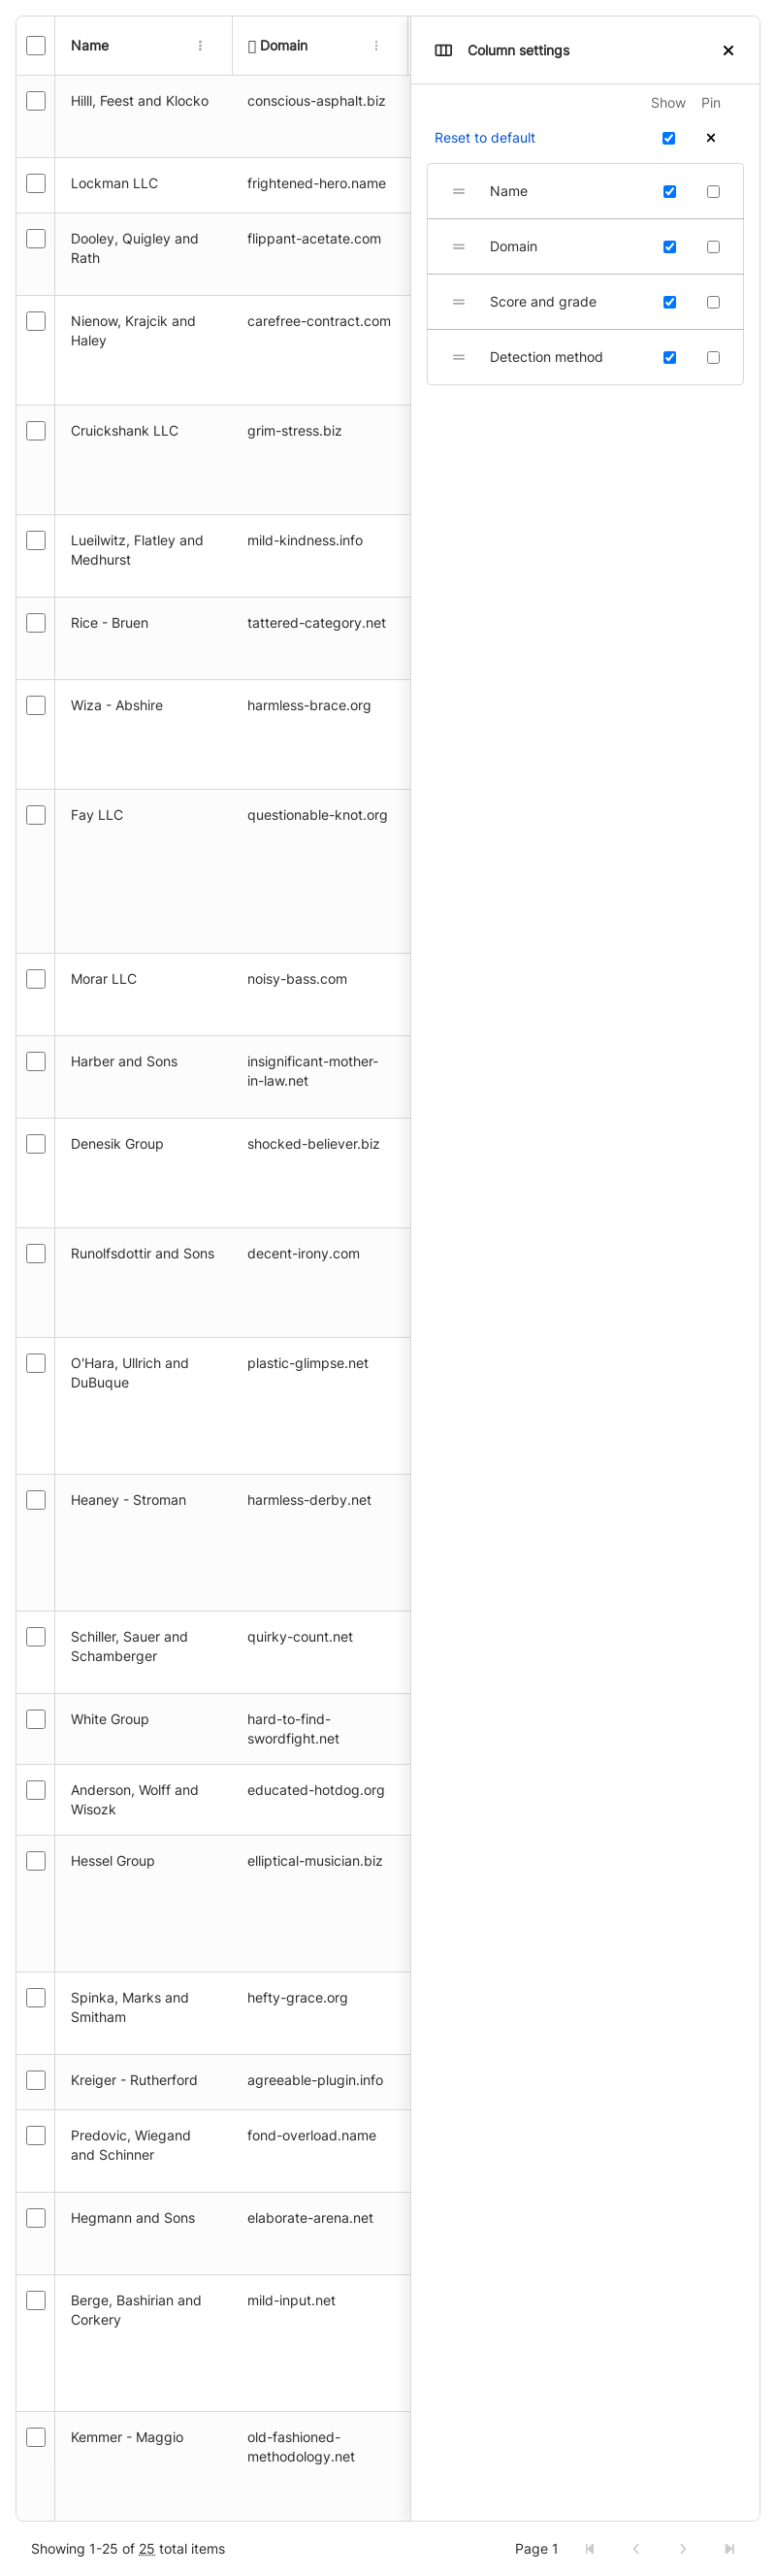 Name
Domain
Column settings
Show Pin
Reset to default
Name
Domain
Score and grade
Detection method
Hilll, Feest and Klocko conscious-asphalt.biz
Lockman LLC frightened-hero.name
Dooley, Quigley and flippant-acetate.com
Rath
Nienow, Krajcik and carefree-contract.com
Haley
Cruickshank LLC grim-stress.biz
Lueilwitz, Flatley and mild-kindness.info
Medhurst
Rice - Bruen tattered-category.net
Wiza - Abshire harmless-brace.org
Fay LLC questionable-knot.org
Morar LLC noisy-bass.com
Harber and Sons insignificant-mother-
in-law.net
Denesik Group shocked-believer.biz
Runolfsdottir and Sons decent-irony.com
O'Hara, Ullrich and plastic-glimpse.net
DuBuque
Heaney - Stroman harmless-derby.net
Schiller, Sauer and quirky-count.net
Schamberger
White Group hard-to-find-
swordfight.net
Anderson, Wolff and educated-hotdog.org
Wisozk
Hessel Group elliptical-musician.biz
Spinka, Marks and hefty-grace.org
Smitham
Kreiger - Rutherford agreeable-plugin.info
Predovic, Wiegand fond-overload.name
and Schinner
Hegmann and Sons elaborate-arena.net
Berge, Bashirian and mild-input.net
Corkery
Kemmer - Maggio old-fashioned-
methodology.net
Showing 1-25 of 25 total items
Page 1